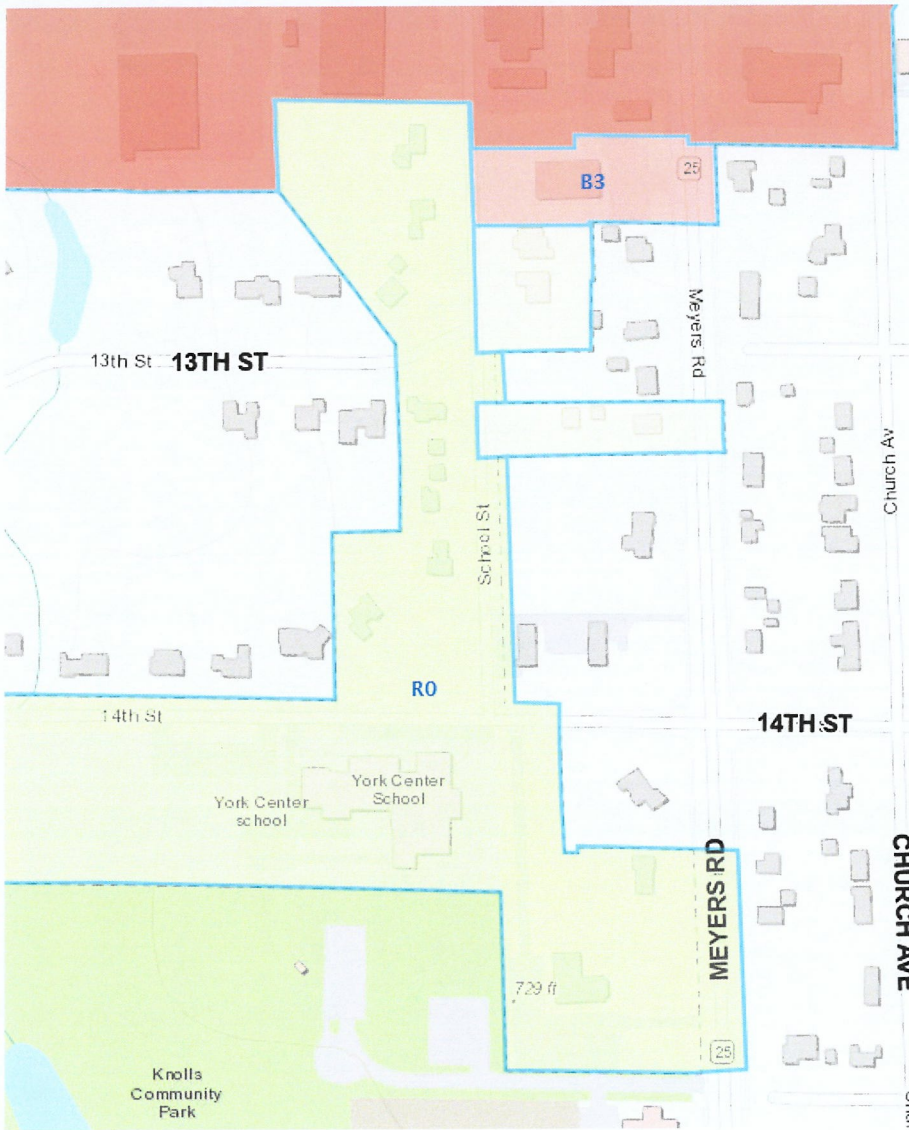 B3
25
Meyers Rd
13th St
13TH ST
Church Av
School St
R0
14th St
14TH ST
York Center
School
York Center
school
MEYERS RD
CHURCH AVE
729 ft
25
Knolls
Community
Park